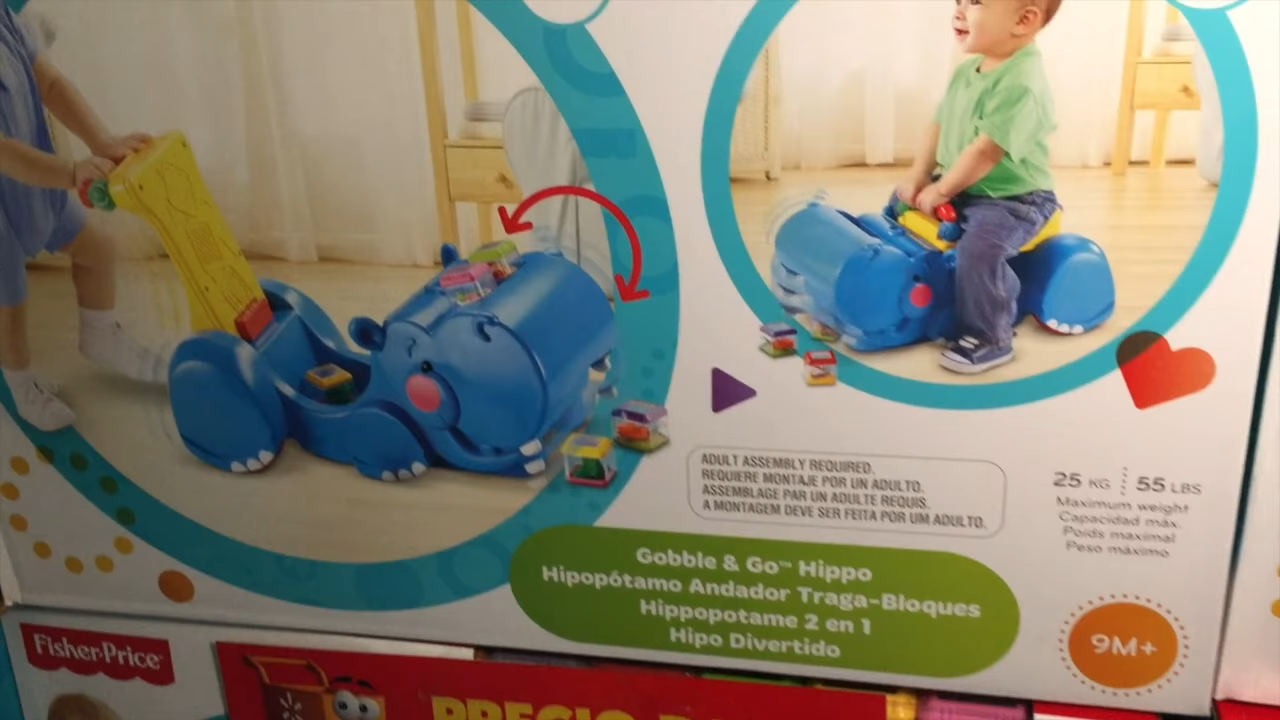 ADULT ASSEMBLY REQUIRED.
REQUIERE MONTAJE POR UN ADULTO.
ASSEMBLAGE PAR UN ADULTE REQUIS.
A MONTAGEM DEVE SER FEITA POR UM ADULTO.
25 KG 55 LBS
Maximum weight
Capacidad máx.
Poids maximal
Peso máximo
Gobble & Go™ Hippo
Hipopótamo Andador Traga-Bloques
Hippopotame 2 en 1
Hipo Divertido
9M+
Fisher-Price
PRECIO